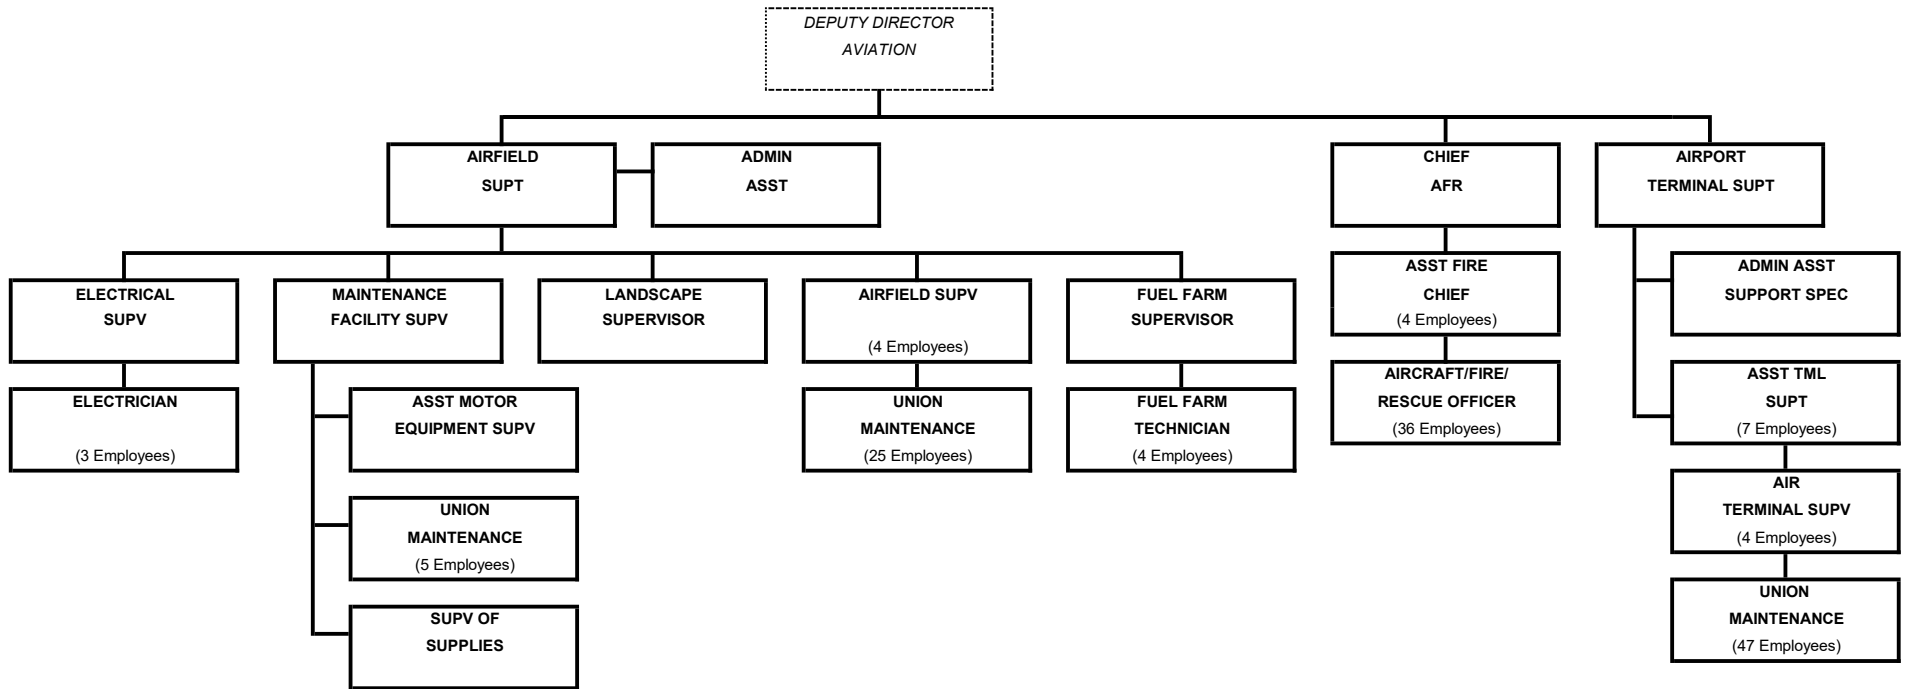 DEPUTY DIRECTOR
AVIATION
AIRFIELD
SUPT
ADMIN
ASST
CHIEF
AFR
AIRPORT
TERMINAL SUPT
ELECTRICAL
SUPV
MAINTENANCE
FACILITY SUPV
LANDSCAPE
SUPERVISOR
AIRFIELD SUPV
(4 Employees)
FUEL FARM
SUPERVISOR
ASST FIRE
CHIEF
(4 Employees)
ADMIN ASST
SUPPORT SPEC
ELECTRICIAN
(3 Employees)
ASST MOTOR
EQUIPMENT SUPV
UNION
MAINTENANCE
(25 Employees)
FUEL FARM
TECHNICIAN
(4 Employees)
AIRCRAFT/FIRE/
RESCUE OFFICER
(36 Employees)
ASST TML
SUPT
(7 Employees)
UNION
MAINTENANCE
(5 Employees)
AIR
TERMINAL SUPV
(4 Employees)
SUPV OF
SUPPLIES
UNION
MAINTENANCE
(47 Employees)